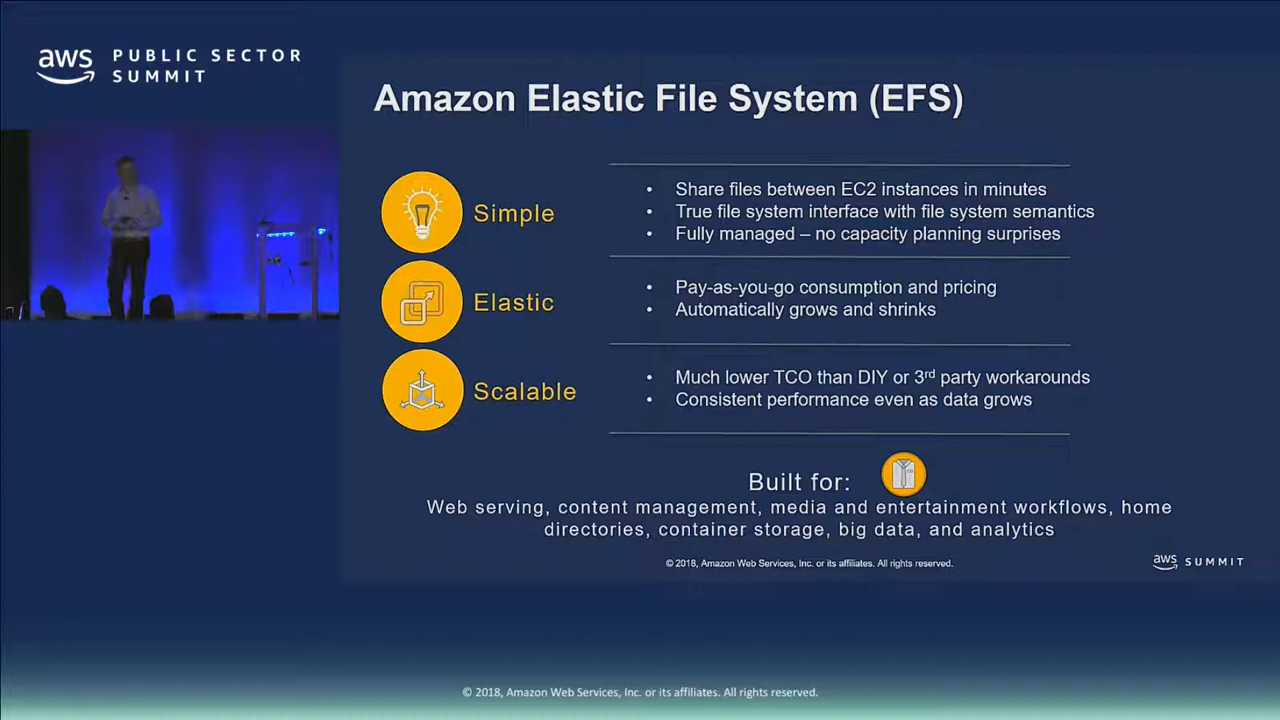 aws PUBLIC SECTOR
SUMMIT
Amazon Elastic File System (EFS)
Simple
• Share files between EC2 instances in minutes
• True file system interface with file system semantics
• Fully managed – no capacity planning surprises
Elastic
• Pay-as-you-go consumption and pricing
• Automatically grows and shrinks
Scalable
• Much lower TCO than DIY or 3rd party workarounds
• Consistent performance even as data grows
Built for:
Web serving, content management, media and entertainment workflows, home
directories, container storage, big data, and analytics
© 2018, Amazon Web Services, Inc. or its affiliates. All rights reserved.
aws SUMMIT
© 2018, Amazon Web Services, Inc. or its affiliates. All rights reserved.